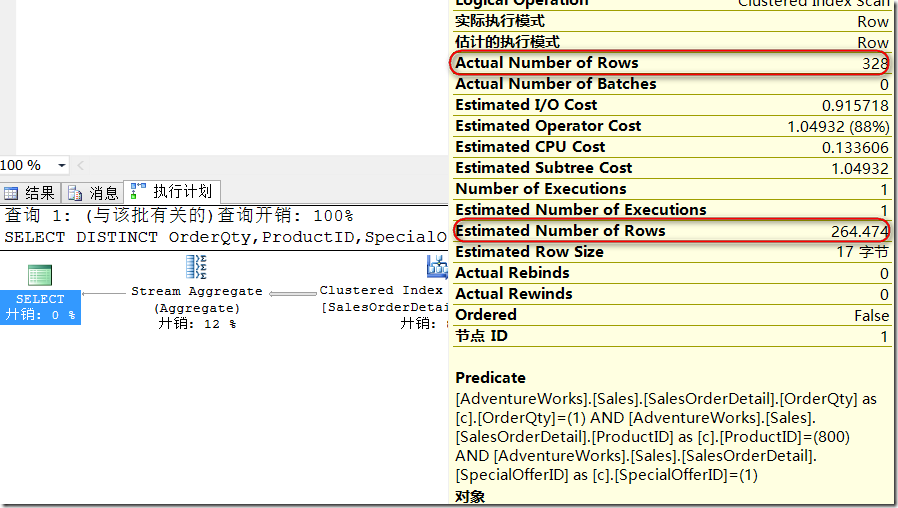 100 %
结果 消息 执行计划
查询 1: (与该批有关的)查询开销: 100%
SELECT DISTINCT OrderQty,ProductID,SpecialO
SELECT
开销: 0 %
Stream Aggregate
(Aggregate)
开销: 12 %
Clustered Index
[SalesOrderDetai
开销:
Logical Operation Clustered Index Scan
实际执行模式 Row
估计的执行模式 Row
Actual Number of Rows 328
Actual Number of Batches 0
Estimated I/O Cost 0.915718
Estimated Operator Cost 1.04932 (88%)
Estimated CPU Cost 0.133606
Estimated Subtree Cost 1.04932
Number of Executions 1
Estimated Number of Executions 1
Estimated Number of Rows 264.474
Estimated Row Size 17 字节
Actual Rebinds 0
Actual Rewinds 0
Ordered False
节点 ID 1
Predicate
[AdventureWorks].[Sales].[SalesOrderDetail].[OrderQty] as
[c].[OrderQty]=(1) AND [AdventureWorks].[Sales].
[SalesOrderDetail].[ProductID] as [c].[ProductID]=(800)
AND [AdventureWorks].[Sales].[SalesOrderDetail].
[SpecialOfferID] as [c].[SpecialOfferID]=(1)
对象